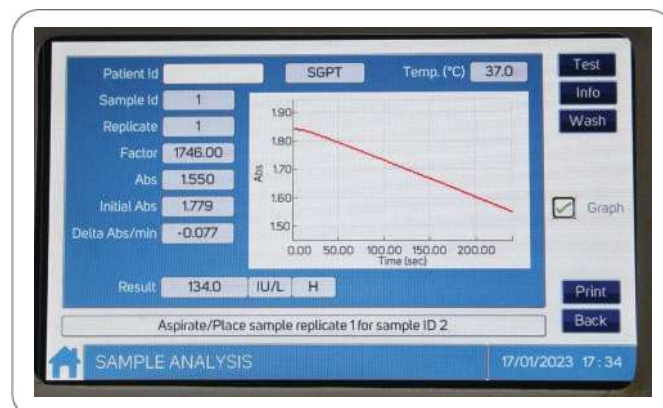 Patient Id SGPT Temp. (°C) 37.0 Test
Sample Id 1 Info
Replicate 1 Wash
Factor 1746.00
Abs 1.550
Initial Abs 1.779
Delta Abs/min -0.077
1.90
1.80
1.70
1.60
1.50
Abs
0.00 50.00 100.00 150.00 200.00
Time (sec)
Graph
Result 134.0 IU/L H
Print
Aspirate/Place sample replicate 1 for sample ID 2
Back
SAMPLE ANALYSIS 17/01/2023 17:34